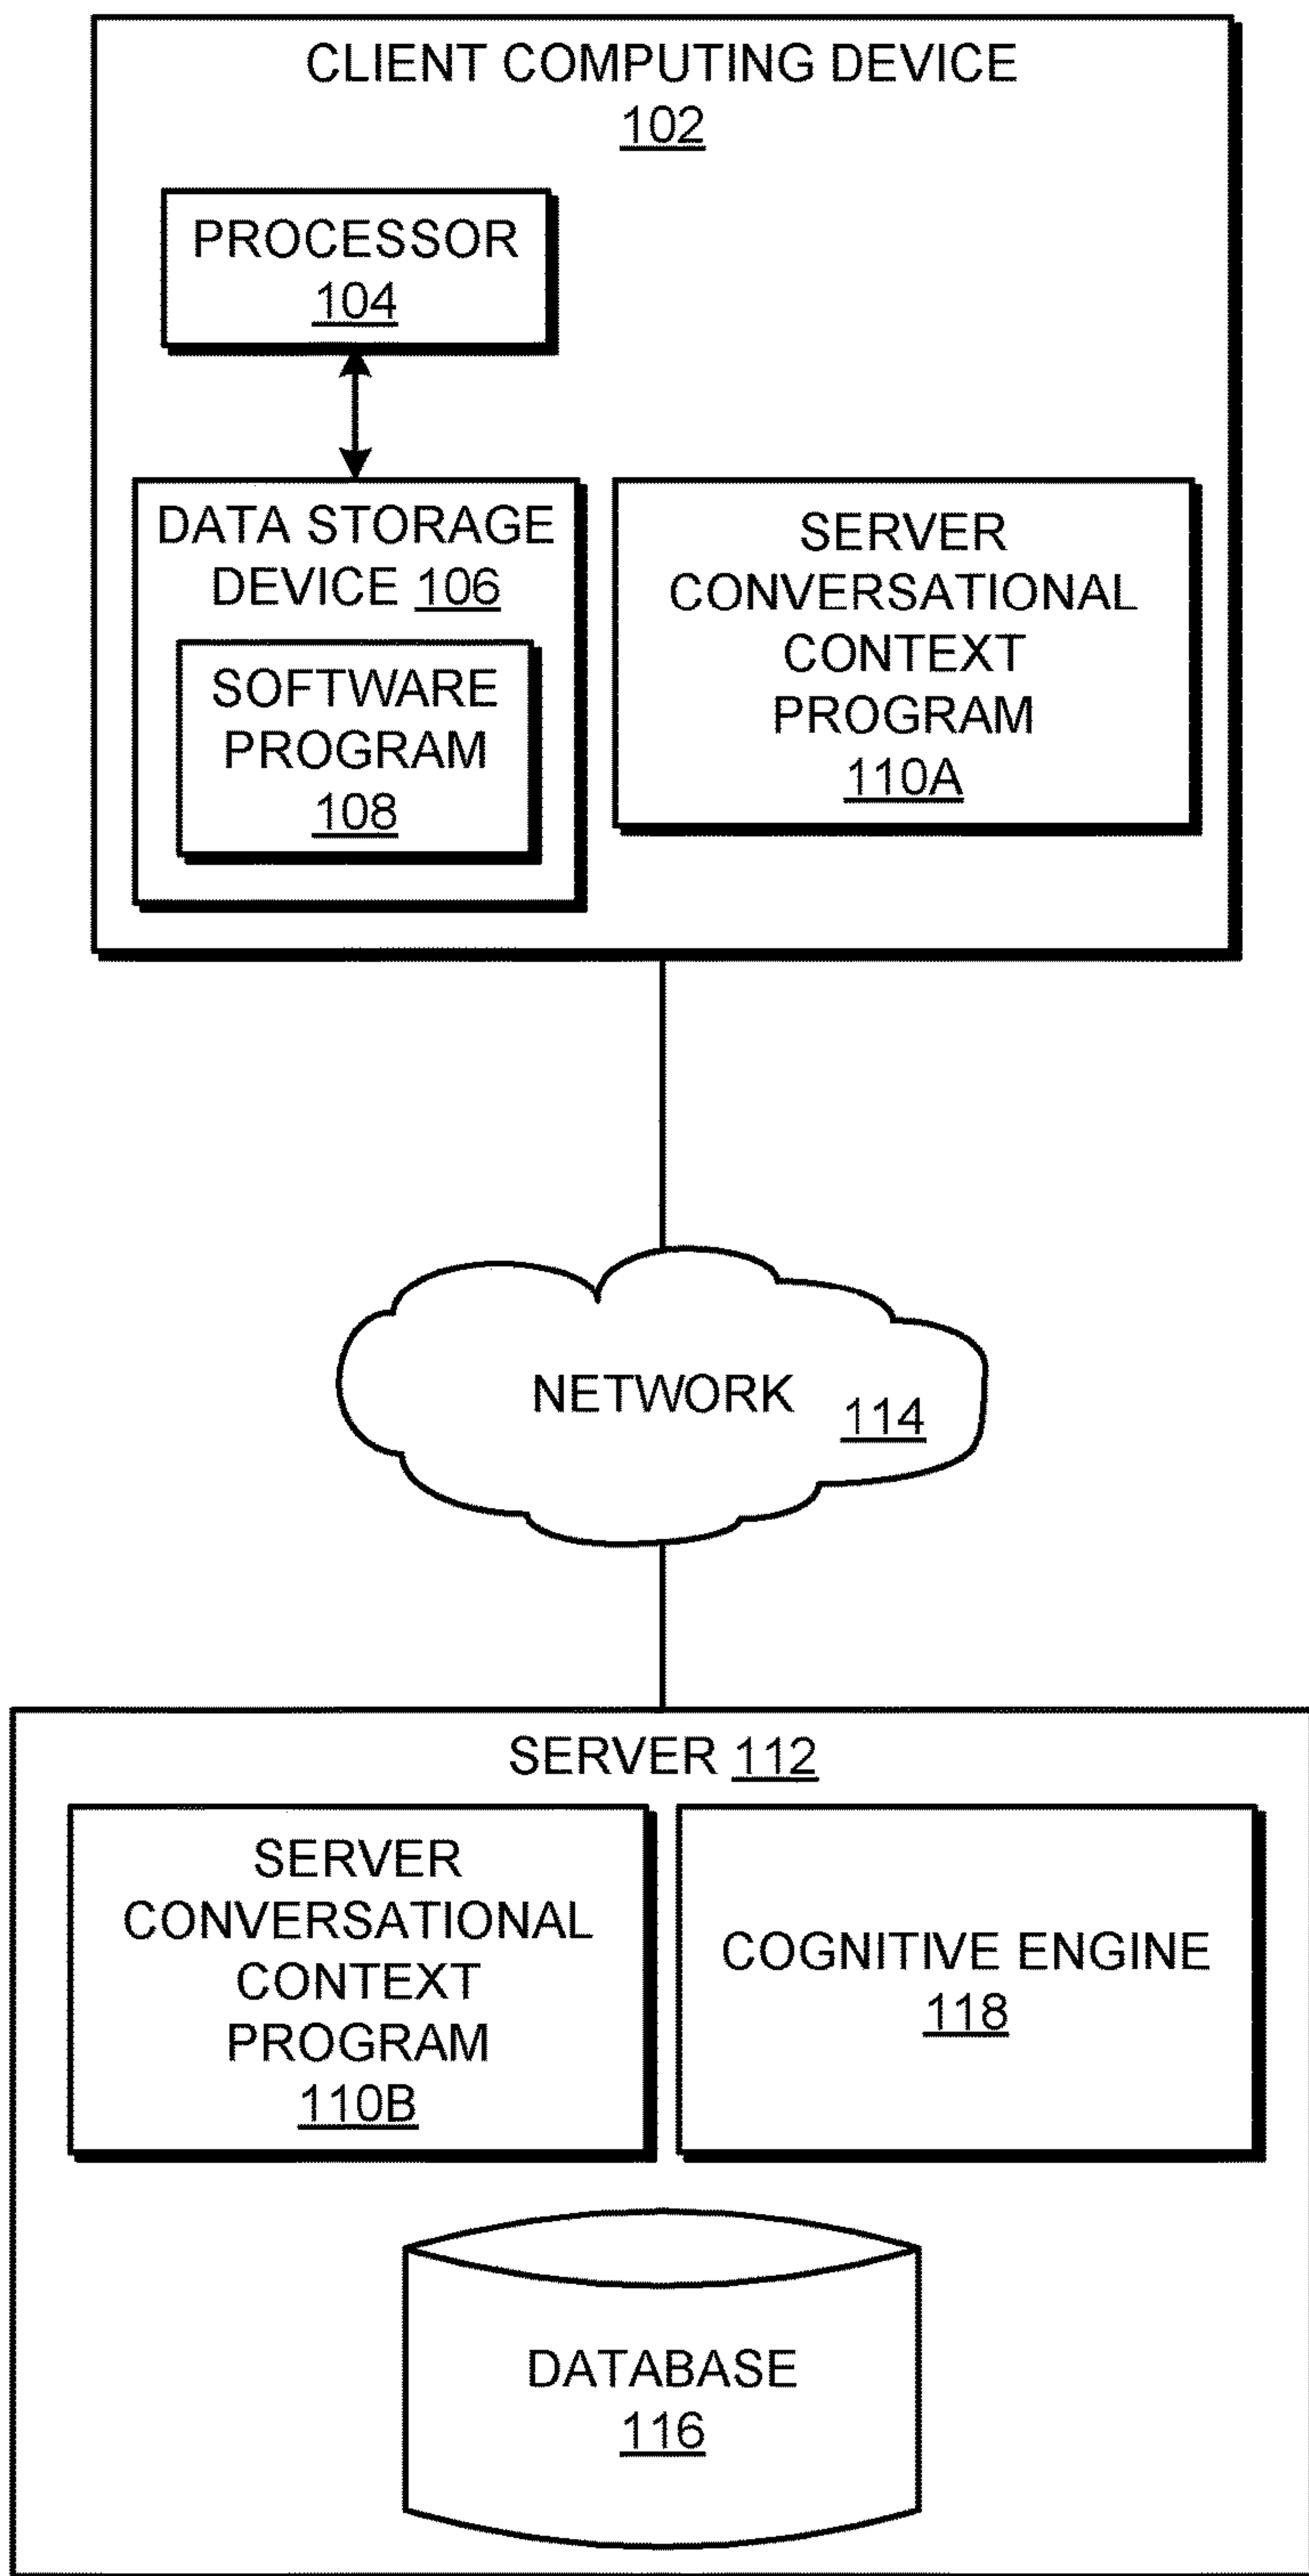 CLIENT COMPUTING DEVICE
102
PROCESSOR
104
DATA STORAGE
DEVICE 106
SOFTWARE
PROGRAM
108
SERVER
CONVERSATIONAL
CONTEXT
PROGRAM
110A
NETWORK 114
SERVER 112
SERVER
CONVERSATIONAL
CONTEXT
PROGRAM
110B
COGNITIVE ENGINE
118
DATABASE
116